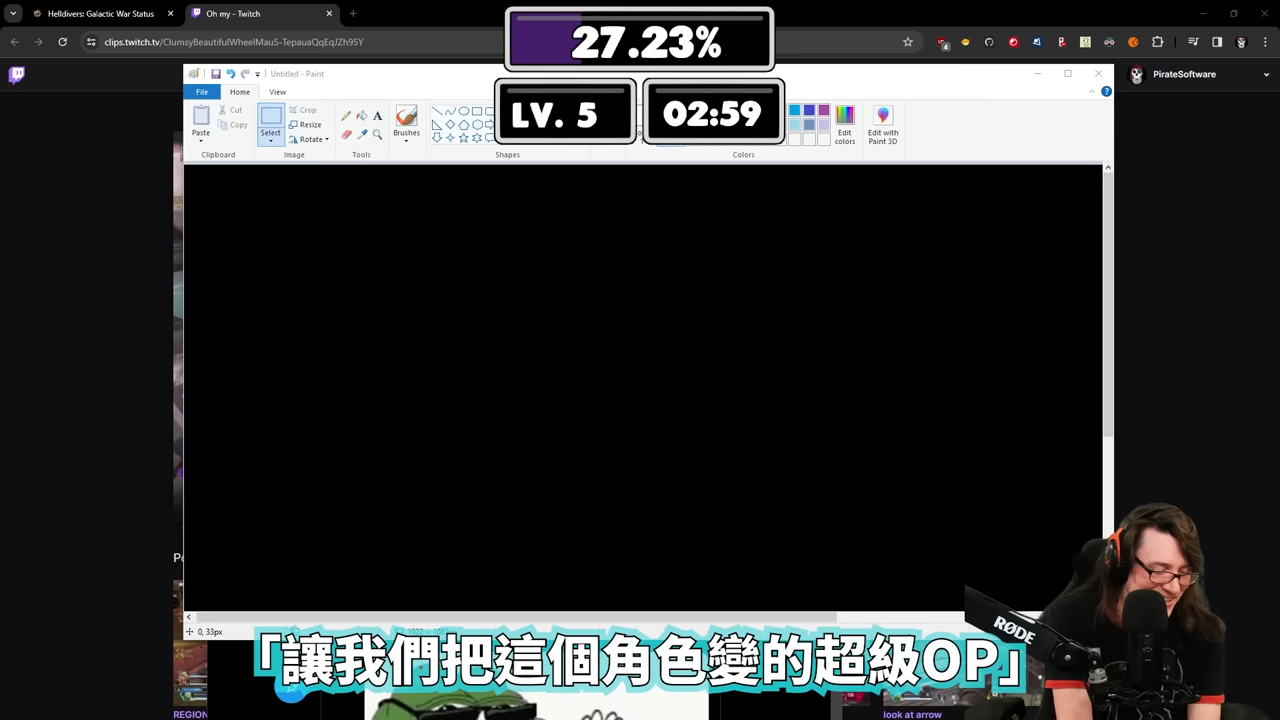 Helldivers: Galactic War Status
Oh my - Twitch
clips.twitch.tv/ClumsyBeautifulWheelMau5-TepauaQqEqJZh95Y
27.23%
LV. 5
02:59
PirateSoftware
Untitled - Paint
File
Home
View
Paste
Cut
Copy
Clipboard
Select
Crop
Resize
Rotate
Image
Tools
Brushes
Shapes
Edit colors
Colors
Edit with Paint 3D
0, 33px
RØDE
「讓我們把這個角色變的超級OP」
REGION
look at arrow